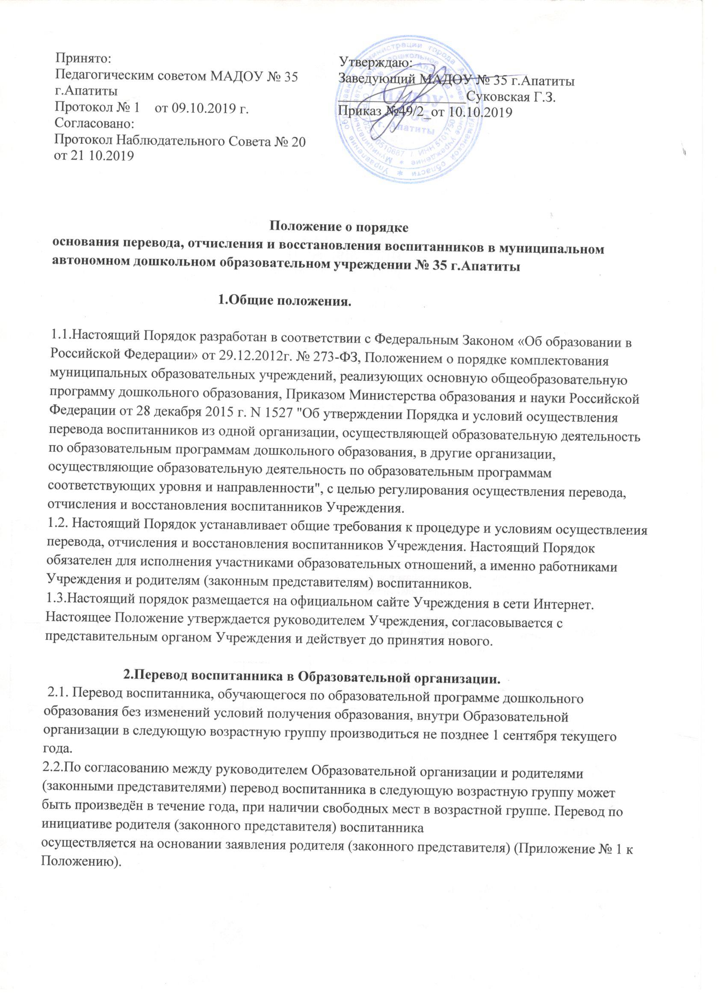 Принято:
Педагогическим советом МАДОУ № 35
г.Апатиты
Протокол № 1 от 09.10.2019 г.
Согласовано:
Протокол Наблюдательного Совета № 20
от 21 10.2019
Утверждаю:
Заведующий МАДОУ № 35 г.Апатиты
__________________Суковская Г.З.
Приказ №49/2_от 10.10.2019
МАДОУ
№ 35
г. Апатиты
Положение о порядке
основания перевода, отчисления и восстановления воспитанников в муниципальном
автономном дошкольном образовательном учреждении № 35 г.Апатиты
1.Общие положения.
1.1.Настоящий Порядок разработан в соответствии с Федеральным Законом «Об образовании в
Российской Федерации» от 29.12.2012г. № 273-ФЗ, Положением о порядке комплектования
муниципальных образовательных учреждений, реализующих основную общеобразовательную
программу дошкольного образования, Приказом Министерства образования и науки Российской
Федерации от 28 декабря 2015 г. N 1527 "Об утверждении Порядка и условий осуществления
перевода воспитанников из одной организации, осуществляющей образовательную деятельность
по образовательным программам дошкольного образования, в другие организации,
осуществляющие образовательную деятельность по образовательным программам
соответствующих уровня и направленности", с целью регулирования осуществления перевода,
отчисления и восстановления воспитанников Учреждения.
1.2. Настоящий Порядок устанавливает общие требования к процедуре и условиям осуществления
перевода, отчисления и восстановления воспитанников Учреждения. Настоящий Порядок
обязателен для исполнения участниками образовательных отношений, а именно работниками
Учреждения и родителям (законным представителям) воспитанников.
1.3.Настоящий порядок размещается на официальном сайте Учреждения в сети Интернет.
Настоящее Положение утверждается руководителем Учреждения, согласовывается с
представительным органом Учреждения и действует до принятия нового.
2.Перевод воспитанника в Образовательной организации.
2.1. Перевод воспитанника, обучающегося по образовательной программе дошкольного
образования без изменений условий получения образования, внутри Образовательной
организации в следующую возрастную группу производиться не позднее 1 сентября текущего
года.
2.2.По согласованию между руководителем Образовательной организации и родителями
(законными представителями) перевод воспитанника в следующую возрастную группу может
быть произведён в течение года, при наличии свободных мест в возрастной группе. Перевод по
инициативе родителя (законного представителя) воспитанника
осуществляется на основании заявления родителя (законного представителя) (Приложение № 1 к
Положению).